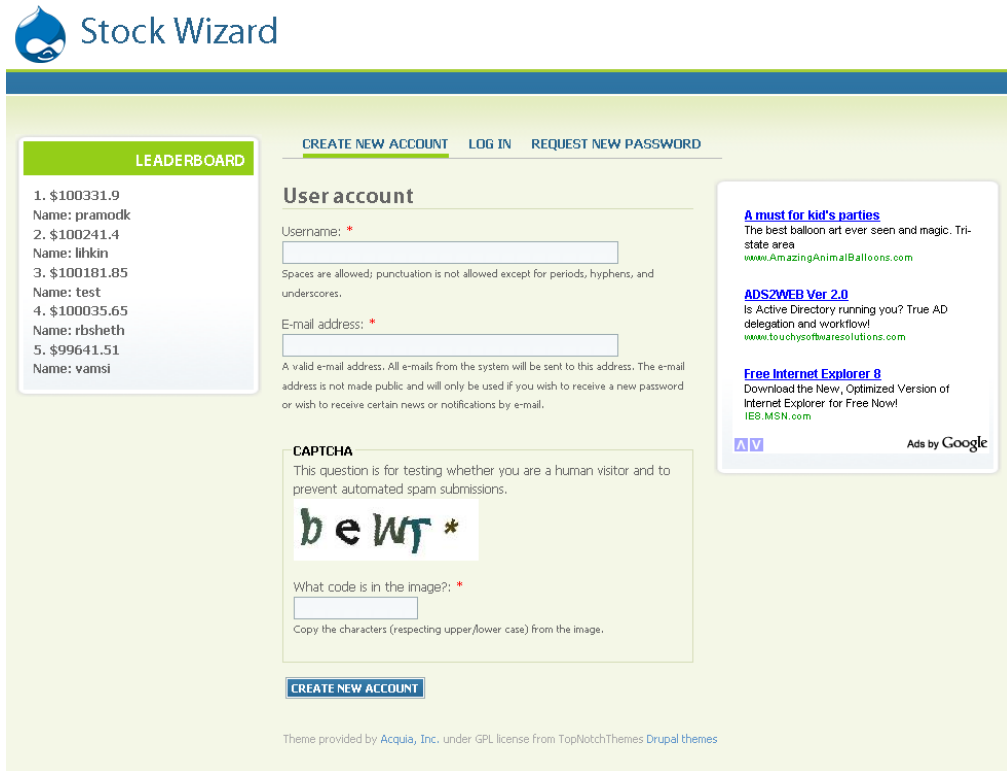 Stock Wizard
CREATE NEW ACCOUNT LOG IN REQUEST NEW PASSWORD
LEADERBOARD
1. $100331.9
Name: pramodk
2. $100241.4
Name: lihkin
3. $100181.85
Name: test
4. $100035.65
Name: rbsheth
5. $99641.51
Name: vamsi
User account
Username: *
Spaces are allowed; punctuation is not allowed except for periods, hyphens, and
underscores.
E-mail address: *
A valid e-mail address. All e-mails from the system will be sent to this address. The e-mail
address is not made public and will only be used if you wish to receive a new password
or wish to receive certain news or notifications by e-mail.
CAPTCHA
This question is for testing whether you are a human visitor and to
prevent automated spam submissions.
b e W T *
What code is in the image?: *
Copy the characters (respecting upper/lower case) from the image.
CREATE NEW ACCOUNT
A must for kid's parties
The best balloon art ever seen and magic. Tri-
state area
www.AmazingAnimalBalloons.com
ADS2WEB Ver 2.0
Is Active Directory running you? True AD
delegation and workflow!
www.touchysoftwaresolutions.com
Free Internet Explorer 8
Download the New, Optimized Version of
Internet Explorer for Free Now!
IE8.MSN.com
Ads by Google
Theme provided by Acquia, Inc. under GPL license from TopNotchThemes Drupal themes